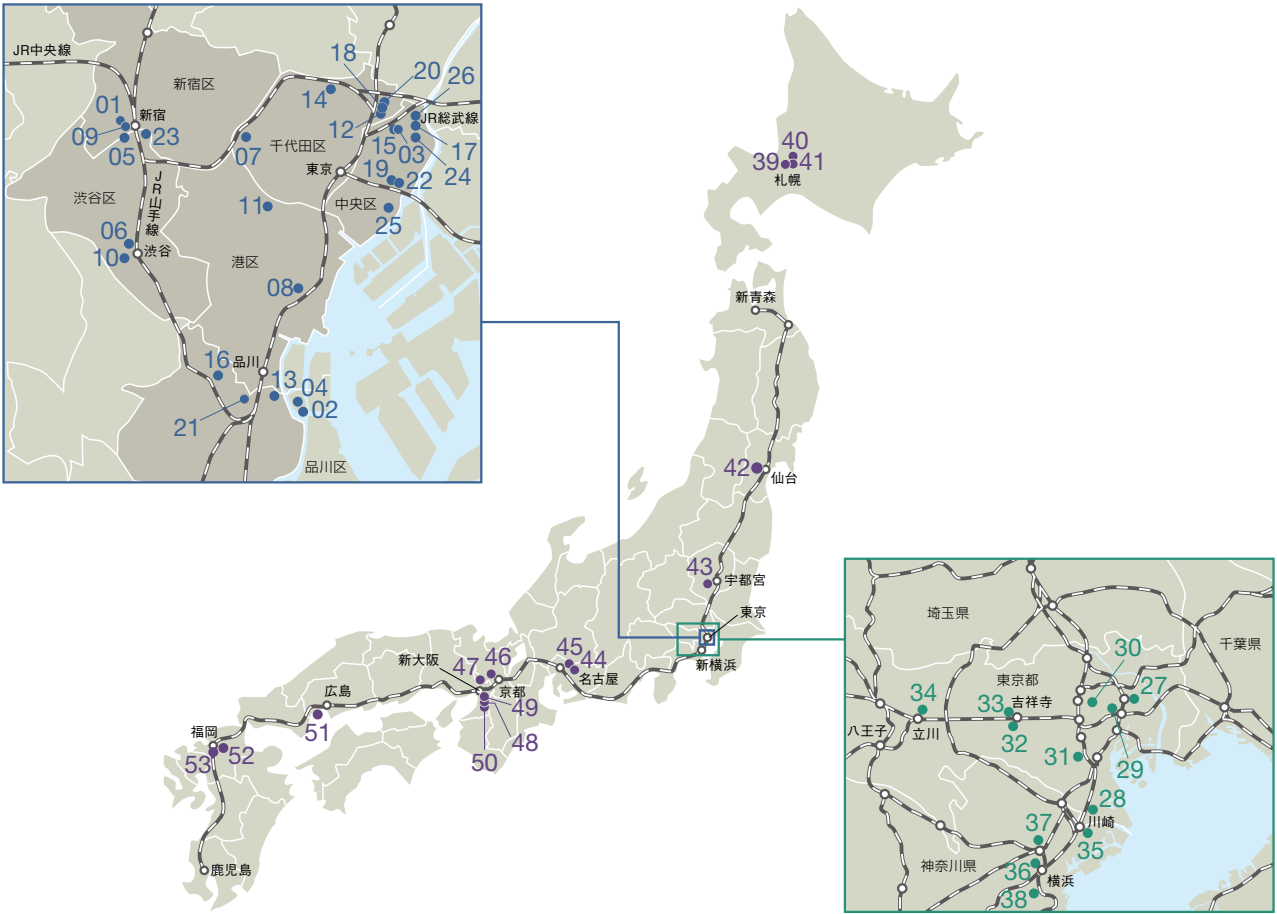 JR中央線
18
20
26
新宿区
14
01
新宿
12
JR総武線
09
23
千代田区
15
03
17
05
07
東京
19
22
24
JR山手線
渋谷区
11
中央区
25
06
渋谷
10
港区
08
16
品川
13
04
02
21
品川区
40
39
41
札幌
新青森
42
仙台
43
宇都宮
東京
新横浜
45
44
名古屋
新大阪
47
46
京都
49
48
50
広島
51
福岡
52
53
鹿児島
埼玉県
千葉県
30
東京都
34
33
吉祥寺
27
八王子
立川
32
31
29
28
川崎
37
35
神奈川県
36
横浜
38